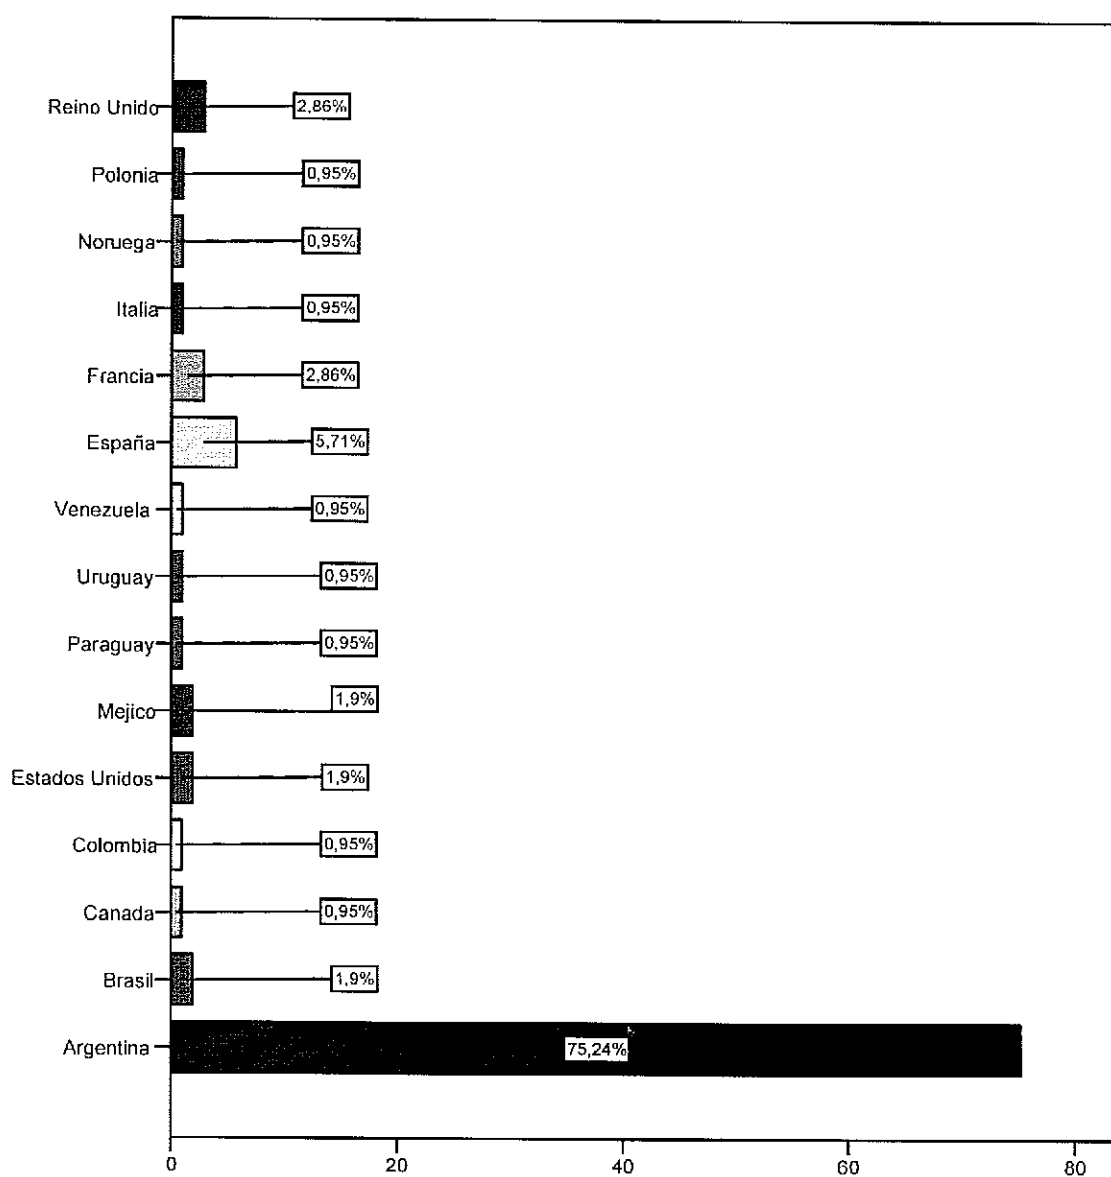 Reino Unido 2,86%
Polonia 0,95%
Noruega 0,95%
Italia 0,95%
Francia 2,86%
España 5,71%
Venezuela 0,95%
Uruguay 0,95%
Paraguay 0,95%
Mejico 1,9%
Estados Unidos 1,9%
Colombia 0,95%
Canada 0,95%
Brasil 1,9%
Argentina 75,24%
0 20 40 60 80